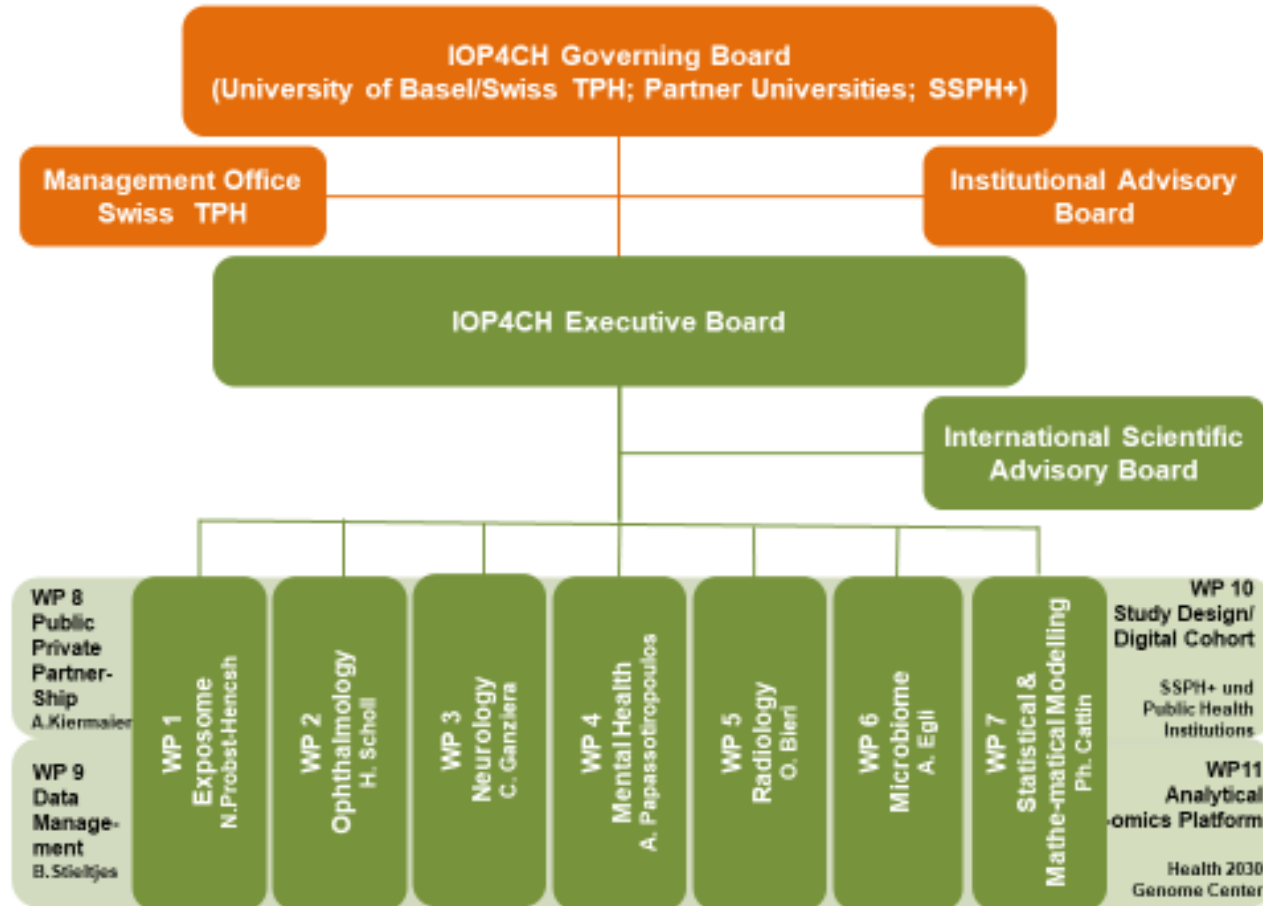 IOP4CH Governing Board
(University of Basel/Swiss TPH; Partner Universities; SSPH+)
Management Office
Swiss TPH
Institutional Advisory
Board
IOP4CH Executive Board
International Scientific
Advisory Board
WP 8
Public
Private
Partner-
Ship
A.Kiermaier
WP 9
Data
Manage-
ment
B.Stieltjes
WP 1
Exposome
N.Probst-Hencsh
WP 2
Ophthalmology
H. Scholl
WP 3
Neurology
C. Ganziera
WP 4
Mental Health
A. Papassotiropoulos
WP 5
Radiology
O. Bieri
WP 6
Microbiome
A. Egli
WP 7
Statistical &
Mathe-matical Modelling
Ph. Cattin
WP 10
Study Design/
Digital Cohort
SSPH+ und
Public Health
Institutions
WP11
Analytical
-omics Platform
Health 2030
Genome Center